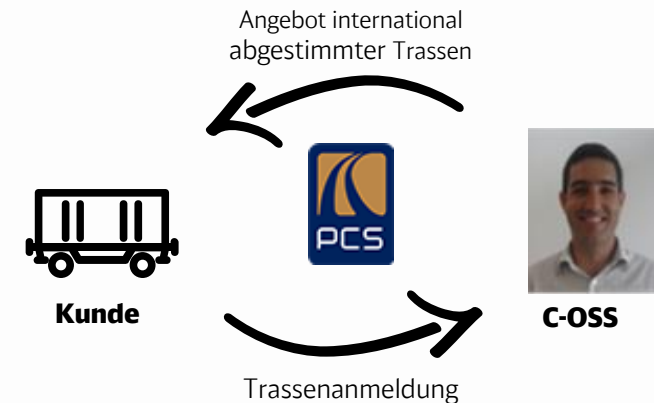 Angebot international
abgestimmter Trassen
PCS
Kunde
C-OSS
Trassenanmeldung